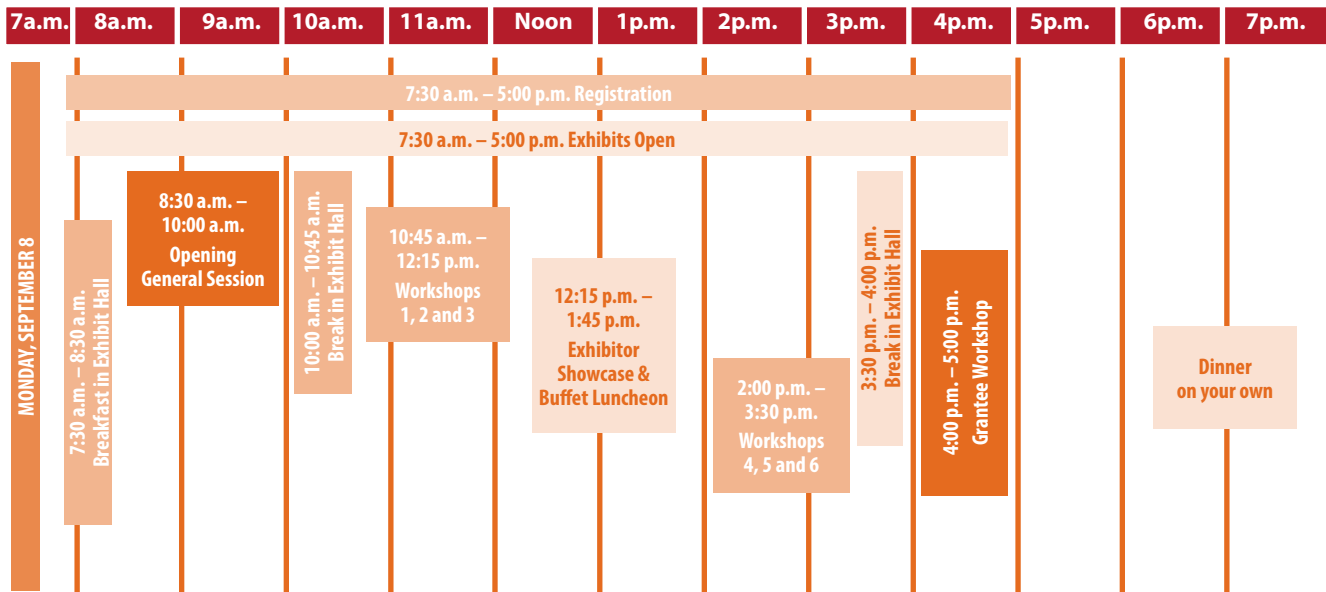 7a.m. 8a.m. 9a.m. 10a.m. 11a.m. Noon 1p.m. 2p.m. 3p.m. 4p.m. 5p.m. 6p.m. 7p.m.
MONDAY, SEPTEMBER 8
7:30 a.m. – 5:00 p.m. Registration
7:30 a.m. – 5:00 p.m. Exhibits Open
7:30 a.m. – 8:30 a.m.
Breakfast in Exhibit Hall
8:30 a.m. –
10:00 a.m.
Opening
General Session
10:00 a.m. – 10:45 a.m.
Break in Exhibit Hall
10:45 a.m. –
12:15 p.m.
Workshops
1, 2 and 3
12:15 p.m. –
1:45 p.m.
Exhibitor
Showcase &
Buffet Luncheon
2:00 p.m. –
3:30 p.m.
Workshops
4, 5 and 6
3:30 p.m. – 4:00 p.m.
Break in Exhibit Hall
4:00 p.m. – 5:00 p.m.
Grantee Workshop
Dinner
on your own